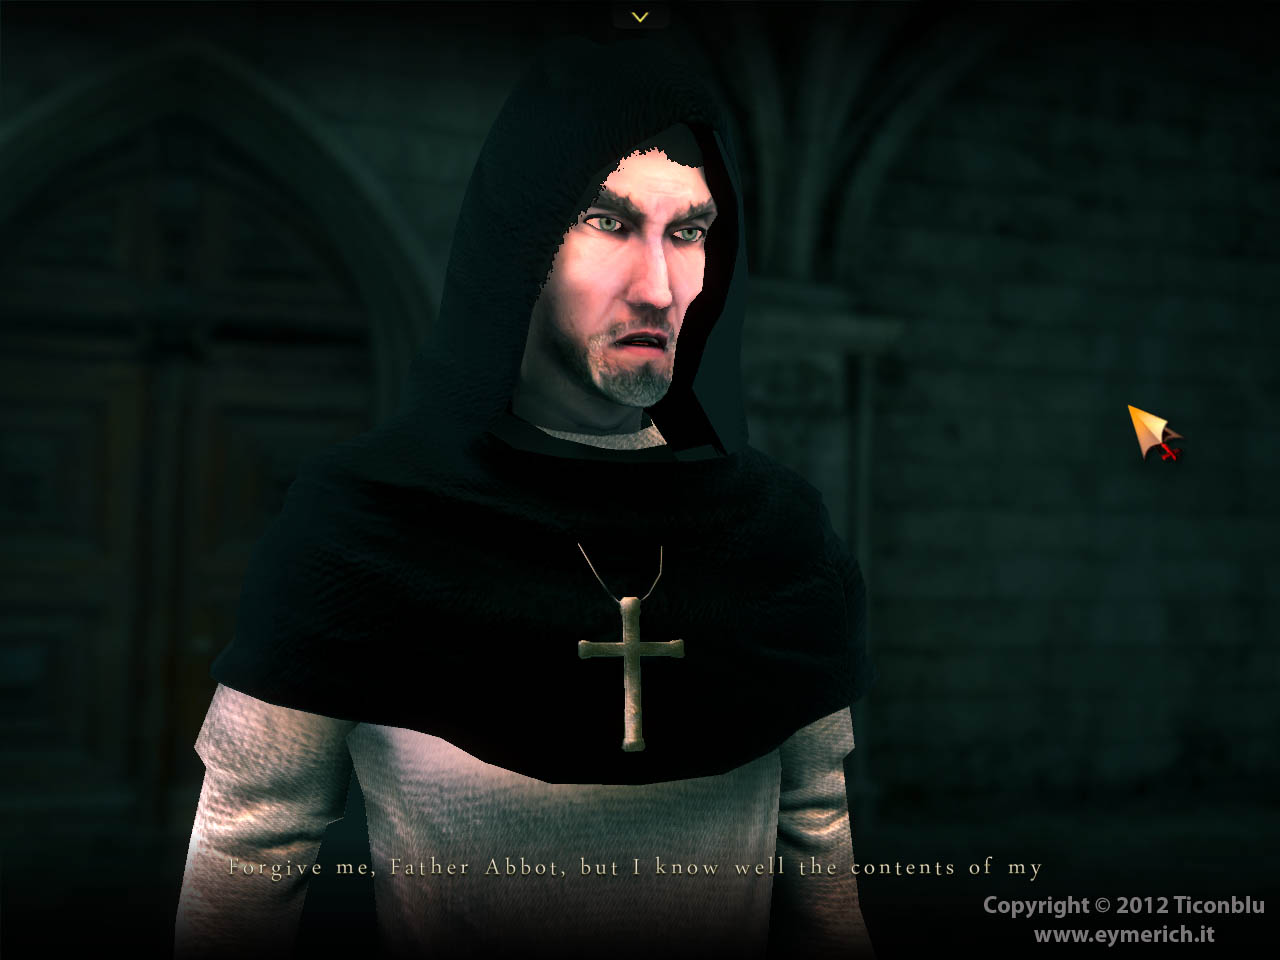 Forgive me, Father Abbot, but I know well the contents of my
Copyright © 2012 Ticonblu
www.eymerich.it